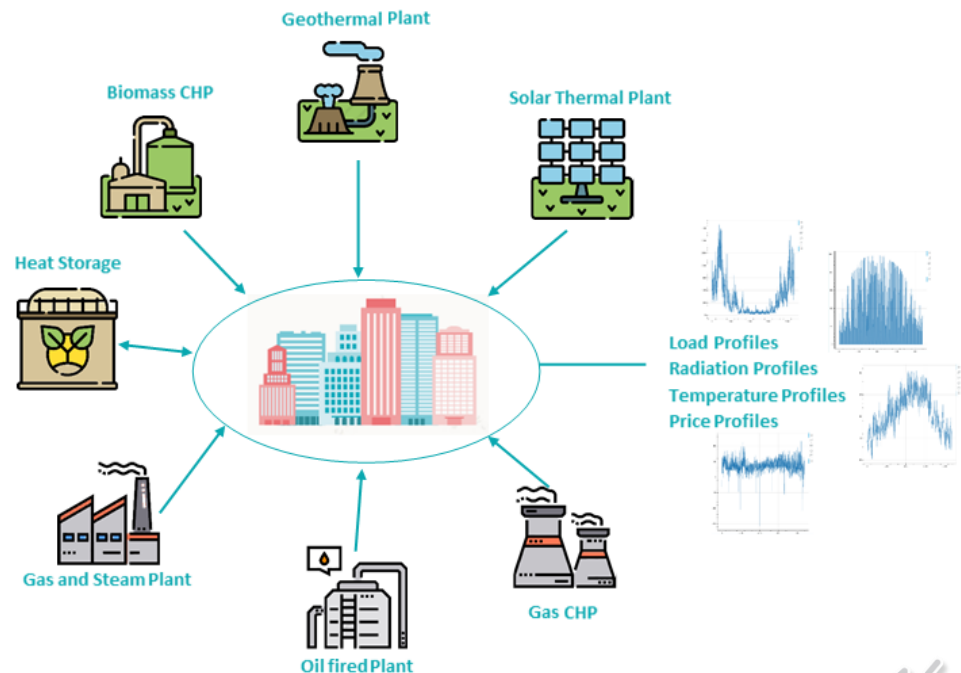 Geothermal Plant
Biomass CHP
Solar Thermal Plant
Heat Storage
Load Profiles
Radiation Profiles
Temperature Profiles
Price Profiles
Gas and Steam Plant
Gas CHP
Oil fired Plant